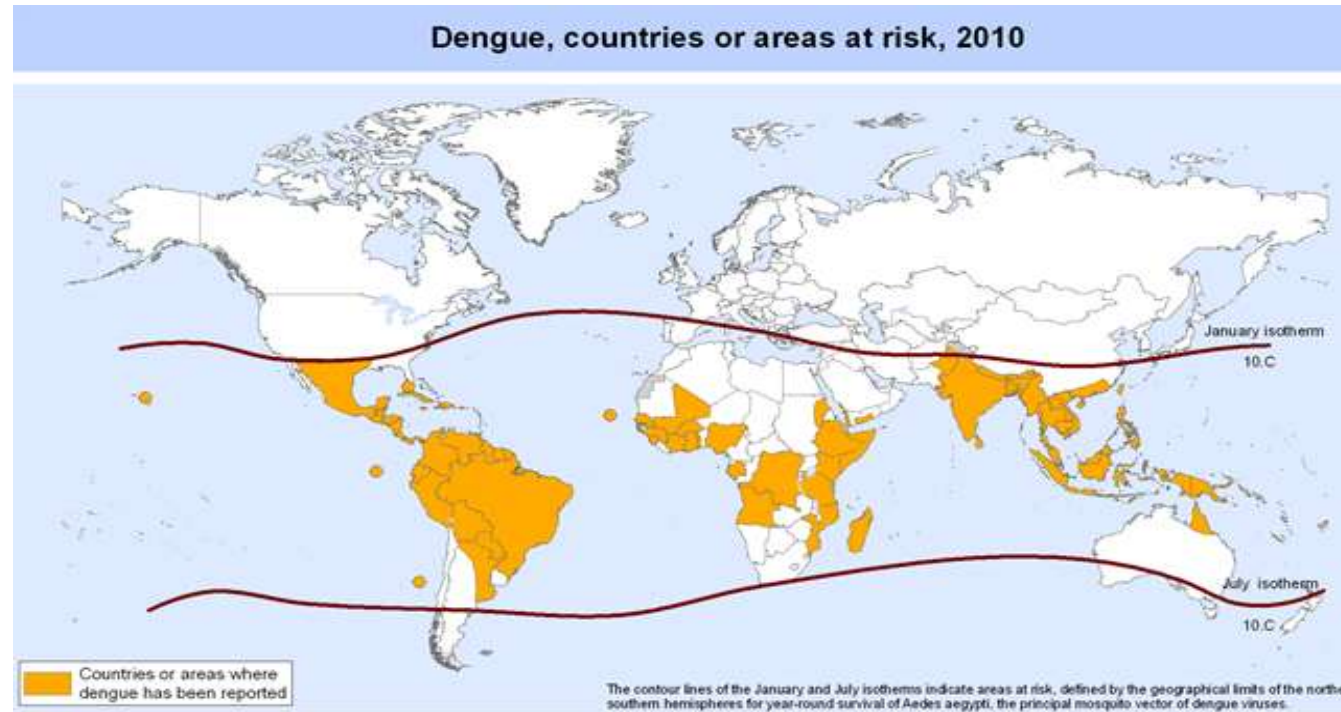 Dengue, countries or areas at risk, 2010
January isotherm
10.C
July isotherm
10.C
Countries or areas where
dengue has been reported
The contour lines of the January and July isotherms indicate areas at risk, defined by the geographical limits of the northe
southern hemispheres for year-round survival of Aedes aegypti, the principal mosquito vector of dengue viruses.